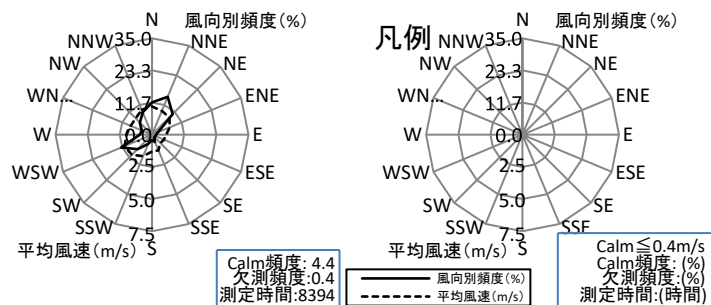 N 風向別頻度(%)
NNW 35.0 NNE
NW 23.3 NE
WN... 11.7 ENE
W 0.0 E
WSW 2.5 ESE
SW 5.0 SE
SSW SSE
平均風速(m/s) 7.5 S
Calm頻度: 4.4
欠測頻度:0.4
測定時間:8394
凡例
N 風向別頻度(%)
NNW 35.0 NNE
NW 23.3 NE
WN... 11.7 ENE
W 0.0 E
WSW 2.5 ESE
SW 5.0 SE
SSW SSE
平均風速(m/s) 7.5 S
Calm≦0.4m/s
Calm頻度: (%)
欠測頻度:(%)
測定時間:(時間)
風向別頻度(%)
平均風速(m/s)